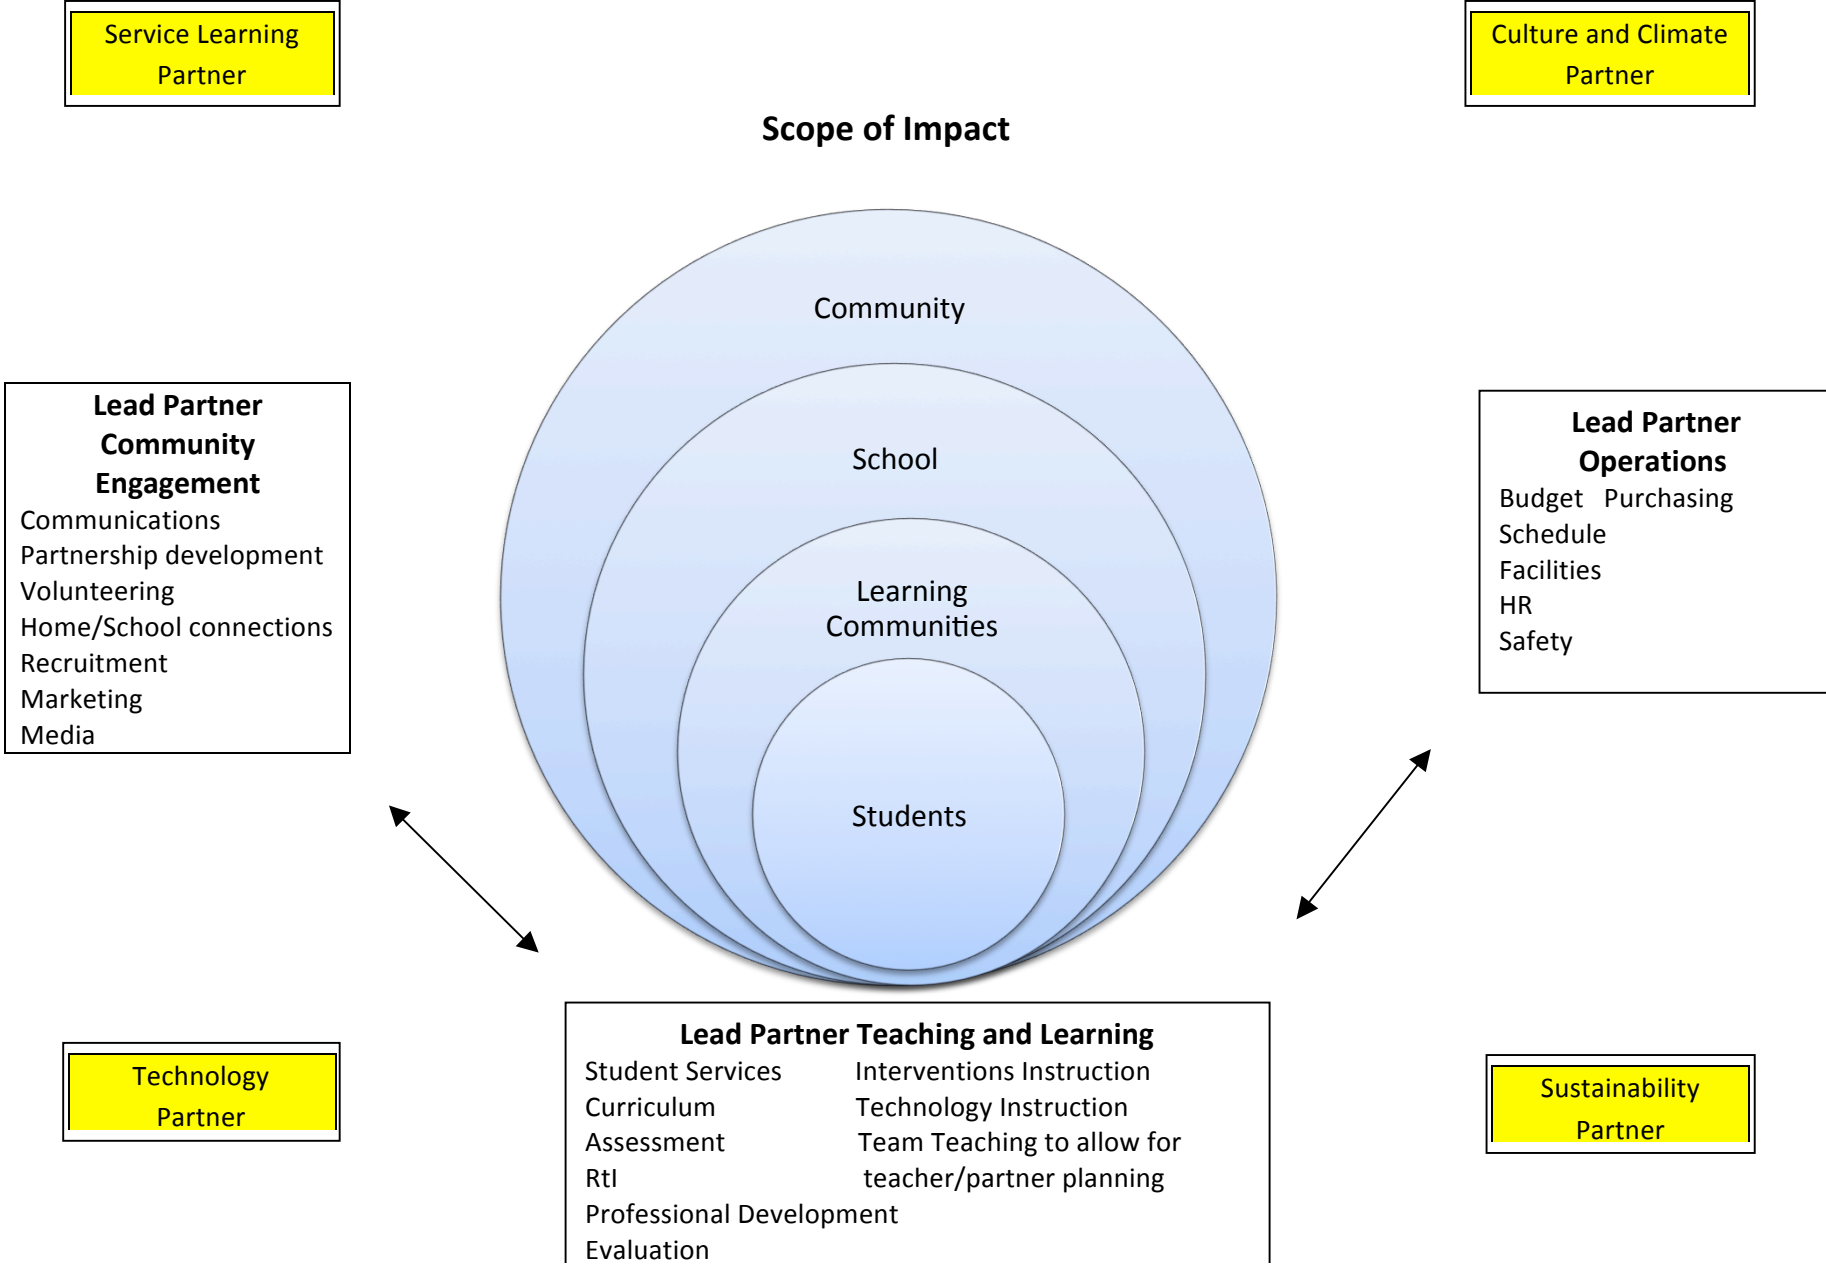 Service Learning
Partner
Culture and Climate
Partner
Scope of Impact
Community
School
Learning
Communities
Students
Lead Partner
Community
Engagement
Communications
Partnership development
Volunteering
Home/School connections
Recruitment
Marketing
Media
Lead Partner
Operations
Budget   Purchasing
Schedule
Facilities
HR
Safety
Technology
Partner
Lead Partner Teaching and Learning
Student Services   Interventions Instruction
Curriculum   Technology Instruction
Assessment   Team Teaching to allow for
RtI   teacher/partner planning
Professional Development
Evaluation
Sustainability
Partner